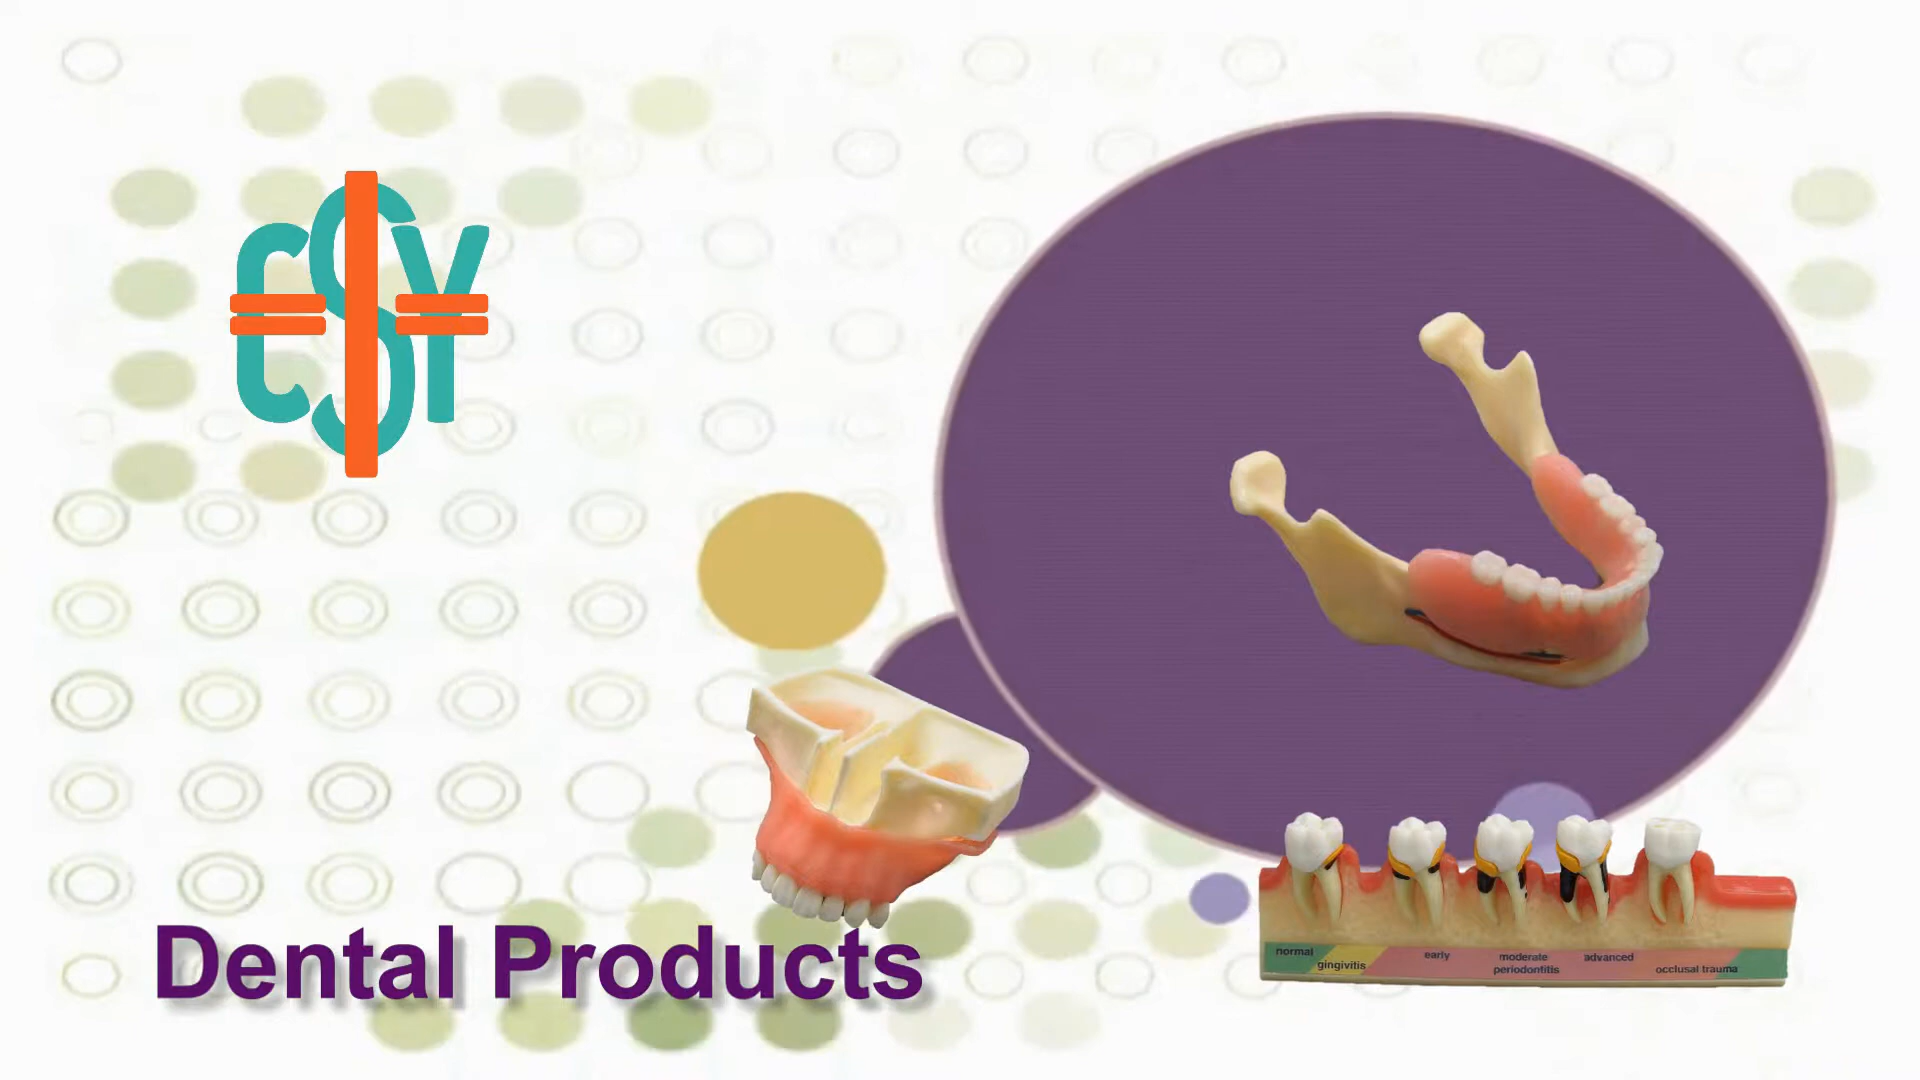 Dental Products
normal
gingivitis
early
moderate
periodontitis
advanced
occlusal trauma